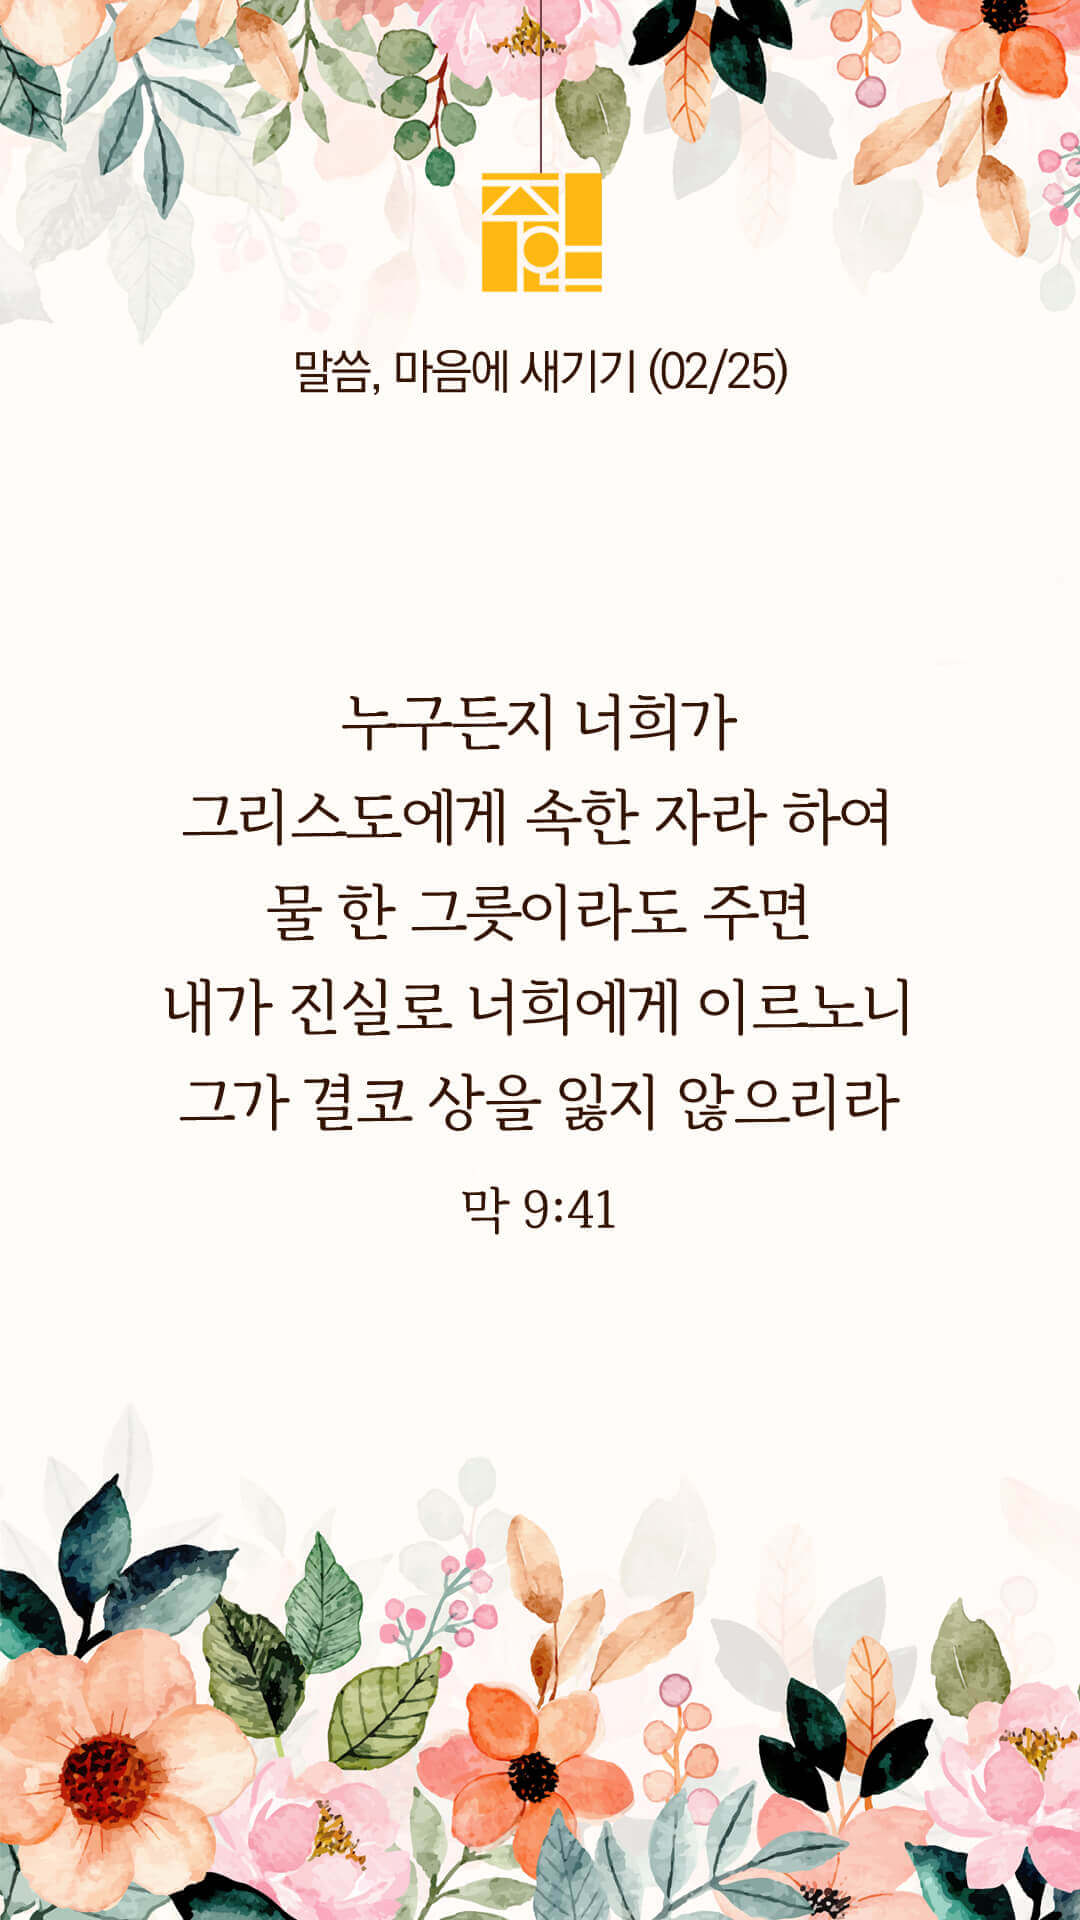 주인
말씀, 마음에 새기기 (02/25)
누구든지 너희가
그리스도에게 속한 자라 하여
물 한 그릇이라도 주면
내가 진실로 너희에게 이르노니
그가 결코 상을 잃지 않으리라
막 9:41